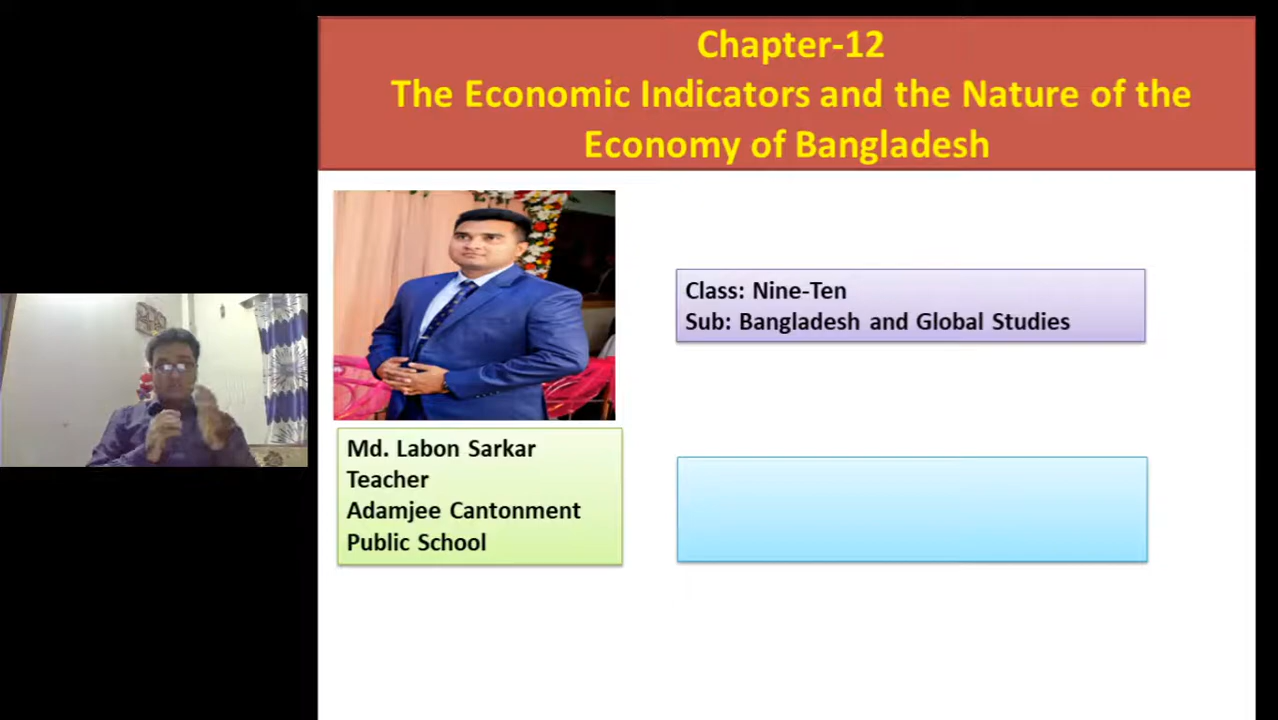 Chapter-12
The Economic Indicators and the Nature of the
Economy of Bangladesh
Class: Nine-Ten
Sub: Bangladesh and Global Studies
Md. Labon Sarkar
Teacher
Adamjee Cantonment
Public School